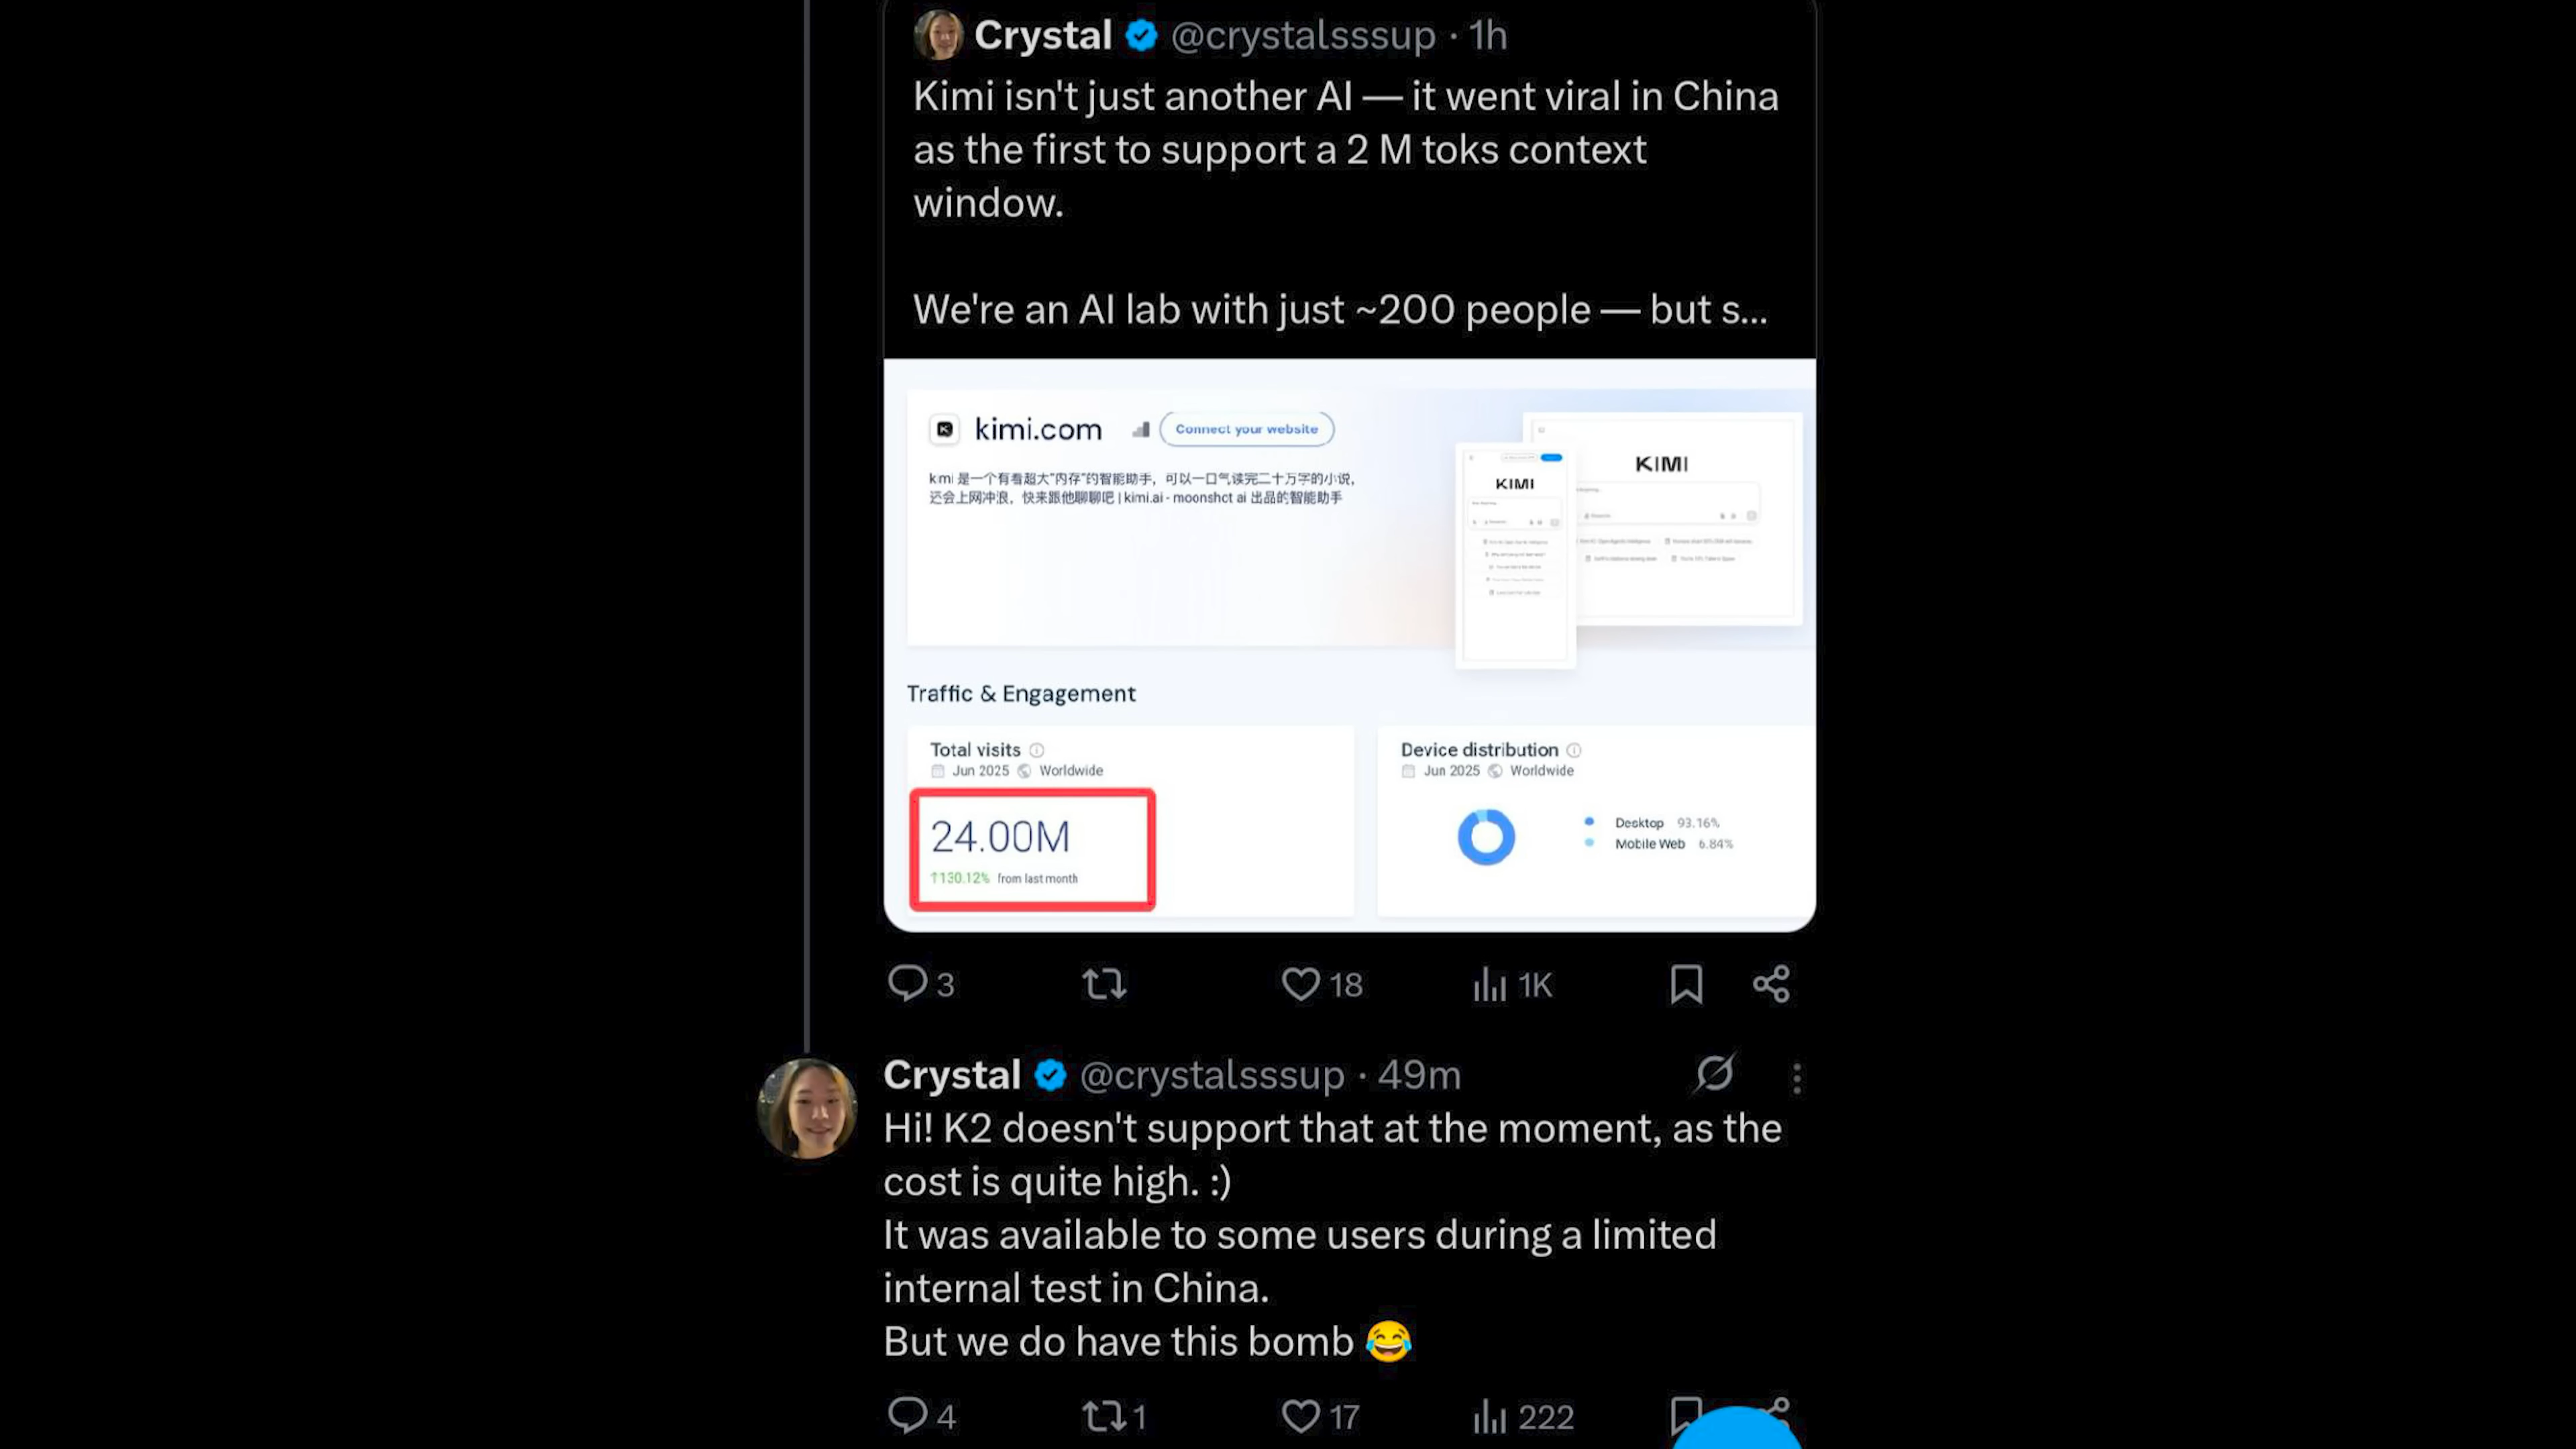 Crystal @crystalsssup · 1h
Kimi isn't just another AI — it went viral in China
as the first to support a 2 M toks context
window.
We're an AI lab with just ~200 people — but s...
kimi.com Connect your website
kimi 是一个有着超大“内存”的智能助手，可以一口气读完二十万字的小说，
还会上网冲浪，快来跟他聊聊吧 | kimi.ai - moonshct ai 出品的智能助手
KIMI
KIMI
Traffic & Engagement
Total visits
Jun 2025 Worldwide
24.00M
↑130.12% from last month
Device distribution
Jun 2025 Worldwide
Desktop 93.16%
Mobile Web 6.84%
3 18 1K
Crystal @crystalsssup · 49m
Hi! K2 doesn't support that at the moment, as the
cost is quite high. :)
It was available to some users during a limited
internal test in China.
But we do have this bomb 😂
4 1 17 222